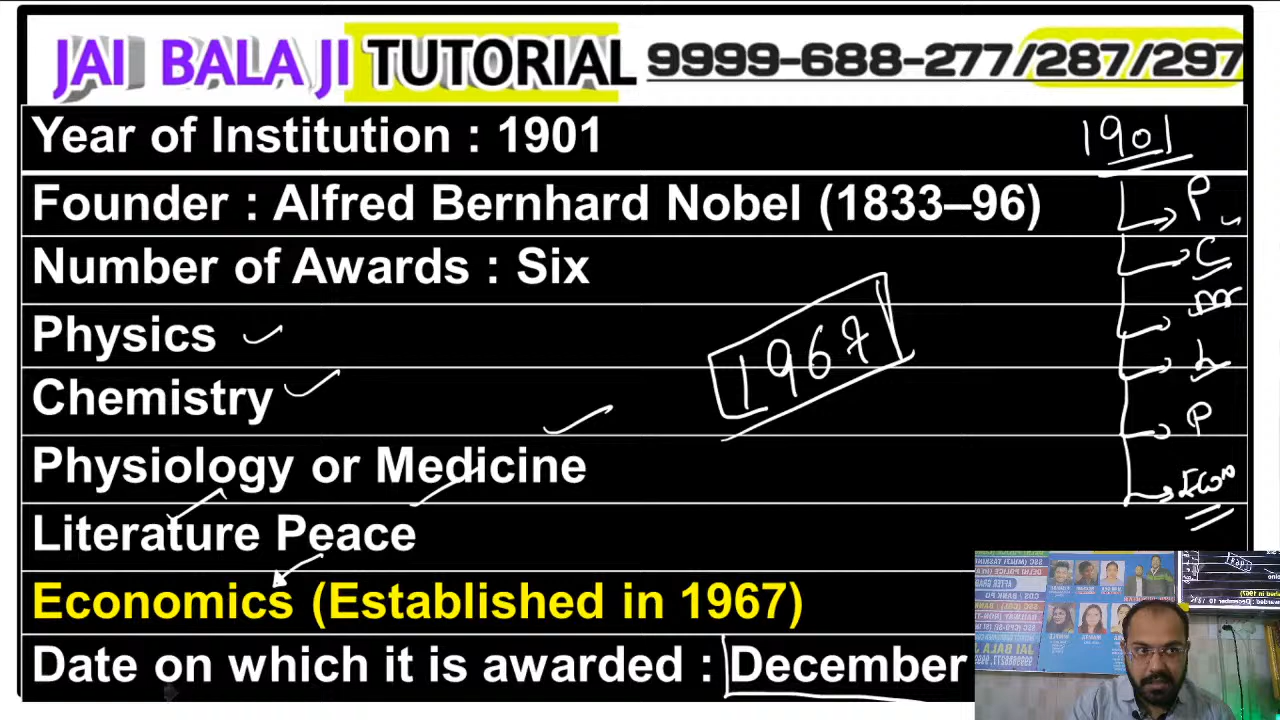 JAI BALA JI TUTORIAL 9999-688-277/287/297
Year of Institution : 1901
1901
Founder : Alfred Bernhard Nobel (1833–96)
P
Number of Awards : Six
C
Physics
1967
Chemistry
L
P
Physiology or Medicine
Econo
Literature Peace
Economics (Established in 1967)
Date on which it is awarded : December